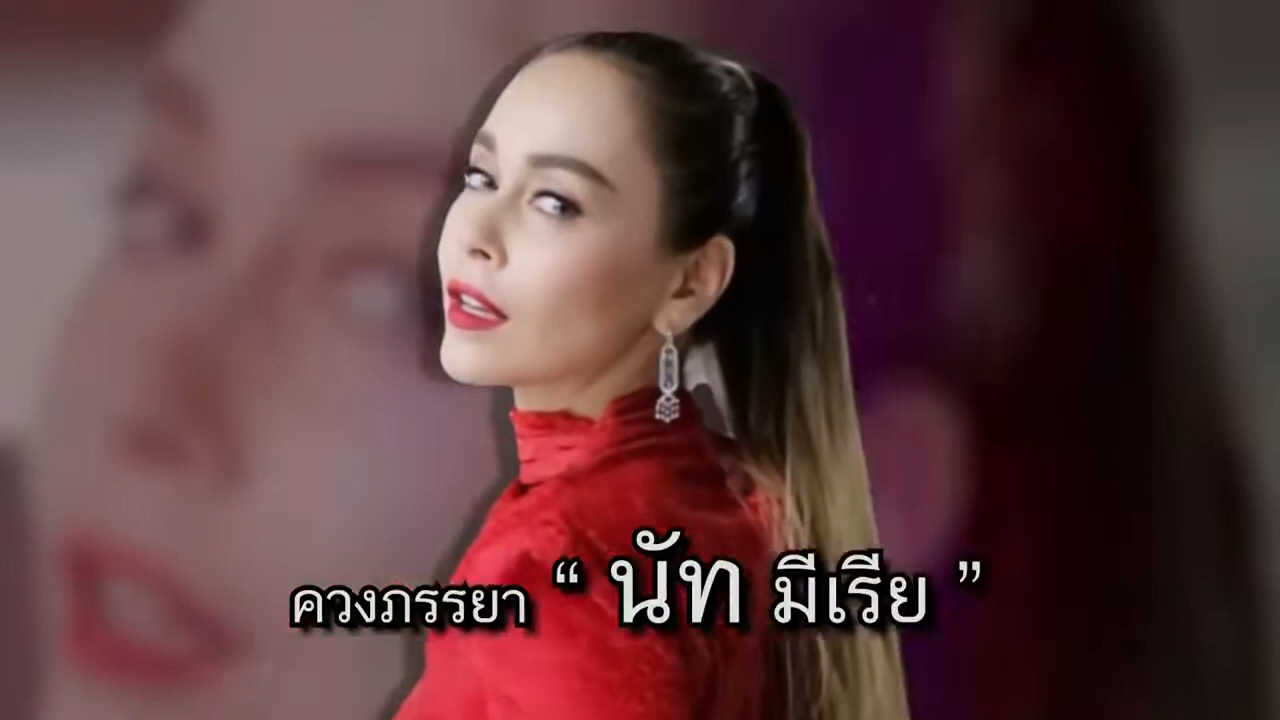 ควงภรรยา “ นัท มีเรีย ”